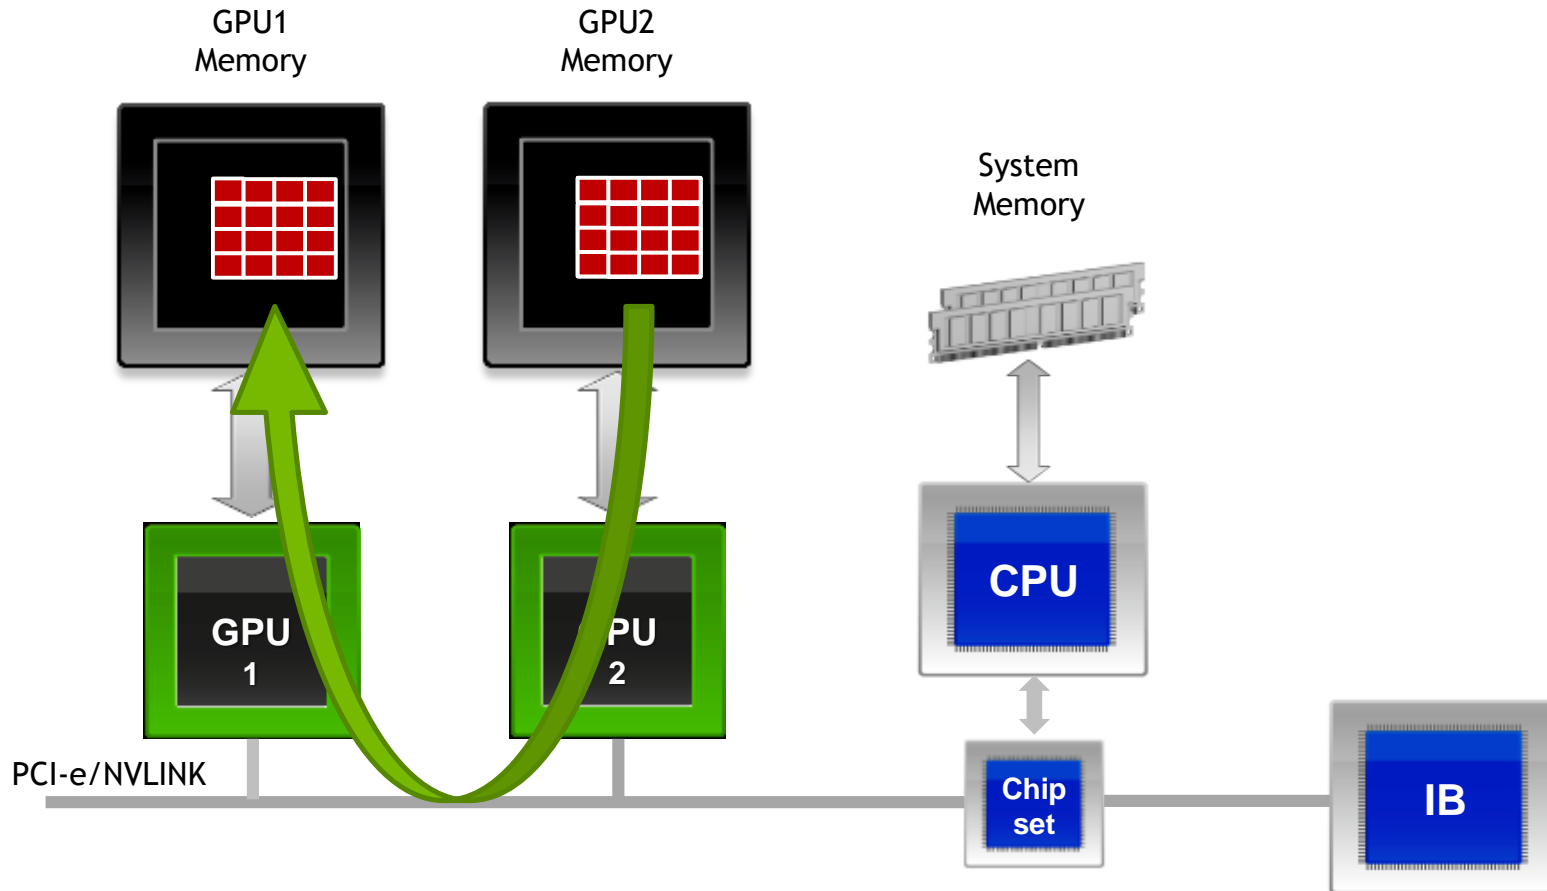 GPU1
Memory
GPU2
Memory
System
Memory
CPU
GPU
1
PU
2
PCI-e/NVLINK
Chip
set
IB